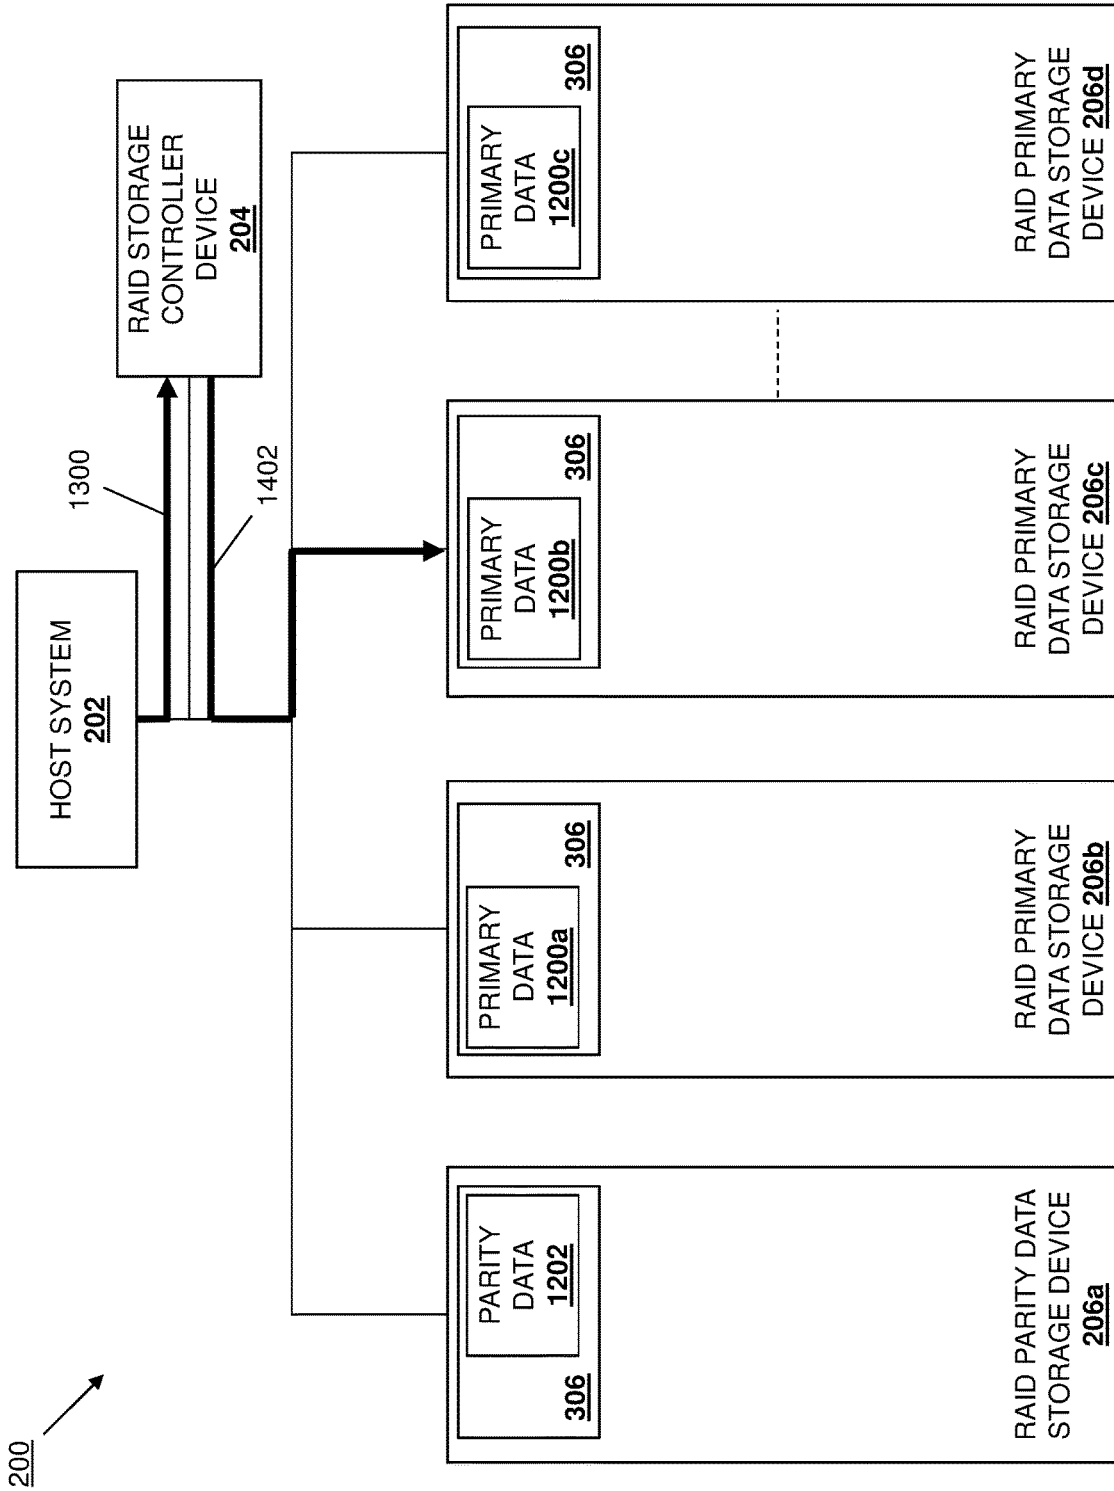 200
HOST SYSTEM
202
1300
1402
RAID STORAGE
CONTROLLER
DEVICE
204
306
PARITY
DATA
1202
RAID PARITY DATA
STORAGE DEVICE
206a
PRIMARY
DATA
1200a
306
RAID PRIMARY
DATA STORAGE
DEVICE 206b
PRIMARY
DATA
1200b
306
RAID PRIMARY
DATA STORAGE
DEVICE 206c
PRIMARY
DATA
1200c
306
RAID PRIMARY
DATA STORAGE
DEVICE 206d